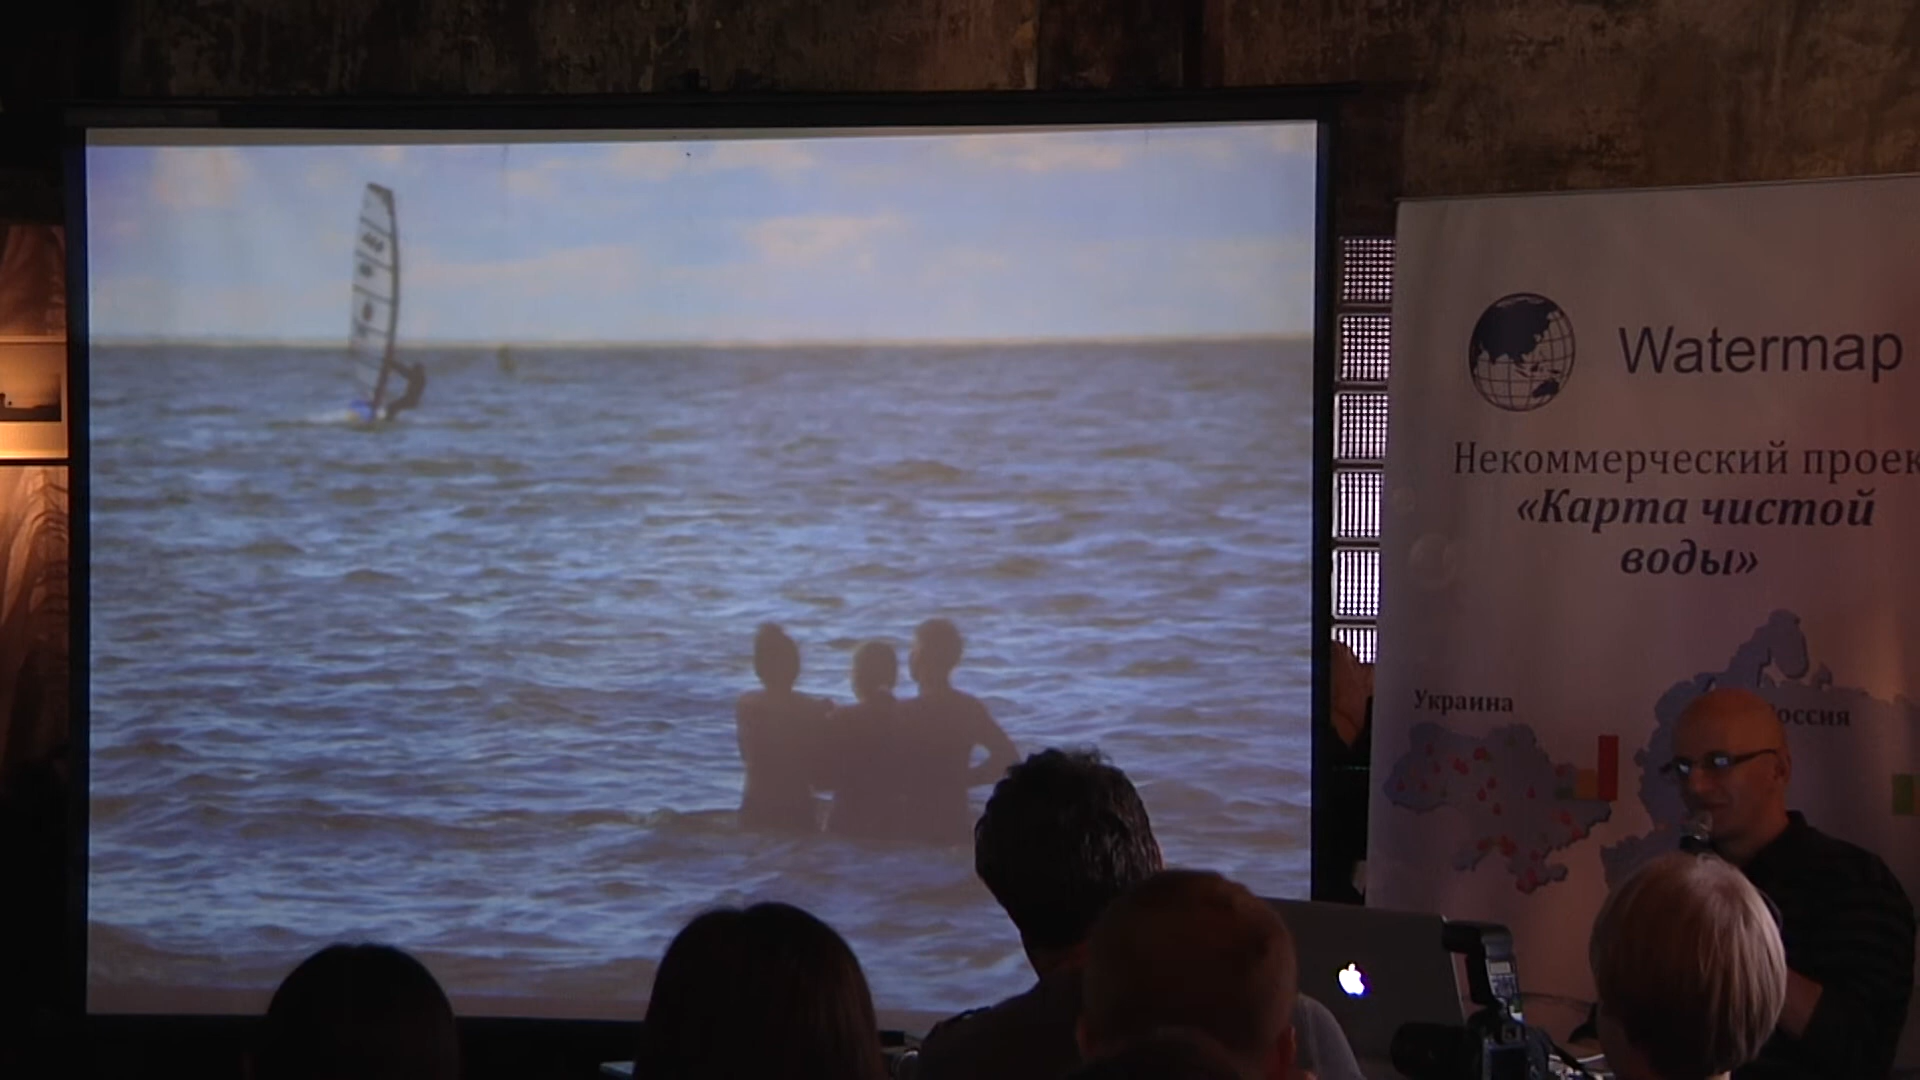 Watermap
Некоммерческий проек
«Карта чистой
воды»
Украина
оссия